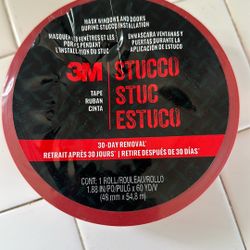 MASK WINDOWS AND DOORS
DURING STUCCO INSTALLATION
MASQUER FENÊTRES ET LES
PORTES PENDANT
L'INSTALLATION DU STUC
ENMASCARA VENTANAS Y
PUERTAS DURANTE LA
APLICACIÓN DE ESTUCO
3M
STUCCO
STUC
ESTUCO
TAPE
RUBAN
CINTA
30-DAY REMOVAL*
RETRAIT APRÈS 30 JOURS* | RETIRE DESPUÉS DE 30 DÍAS*
CONT: 1 ROLL/ROULEAU/ROLLO
1.88 IN/PO/PULG x 60 YD/V
(48 mm x 54,8 m)